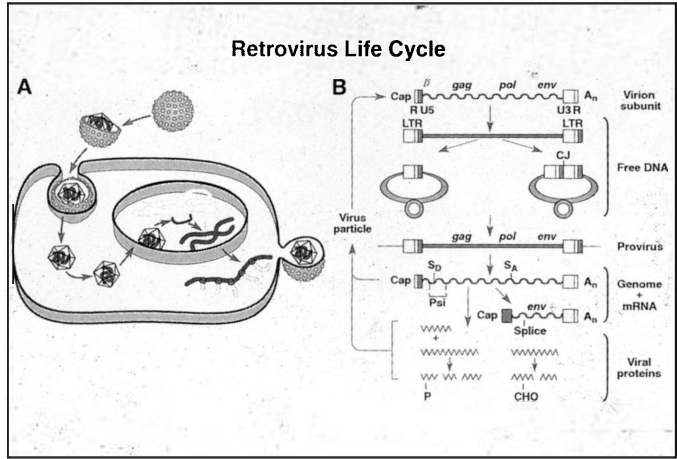 Retrovirus Life Cycle
A
B
β gag pol env
Cap An
R U5 U3 R
Virion
subunit
LTR LTR
CJ
Free DNA
Virus
particle
gag pol env
Provirus
SD SA
Cap An
Psi
Genome
+
mRNA
env
Cap An
Splice
+
Viral
proteins
P CHO